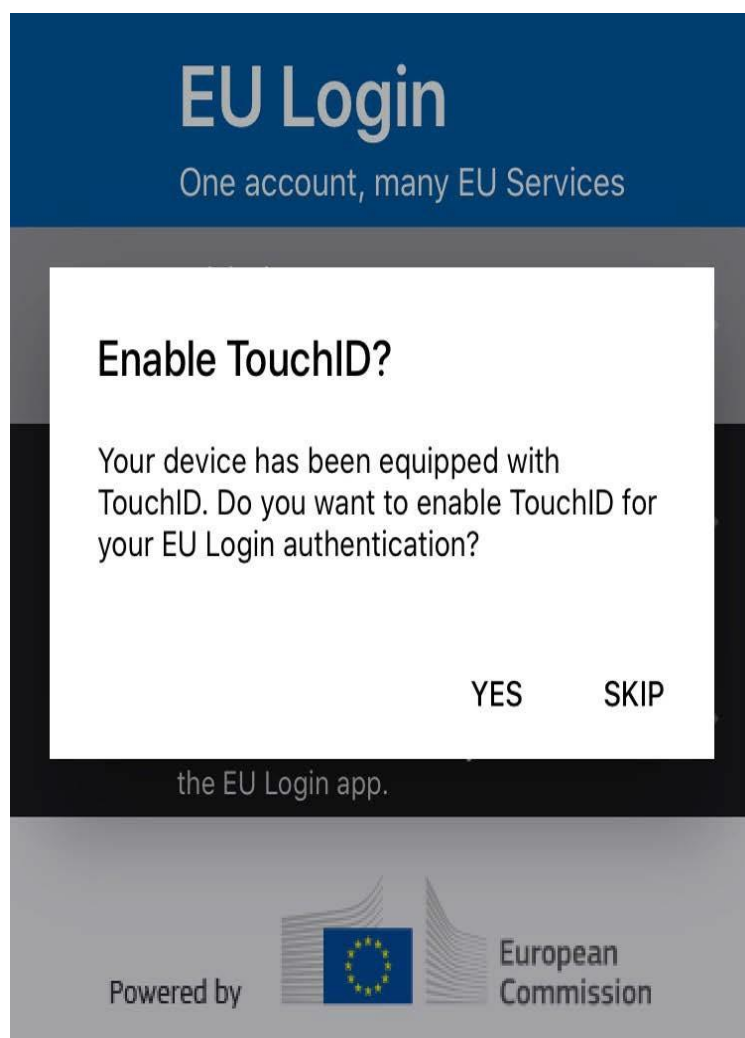 EU Login
One account, many EU Services
Enable TouchID?
Your device has been equipped with
TouchID. Do you want to enable TouchID for
your EU Login authentication?
YES SKIP
the EU Login app.
Powered by
European
Commission